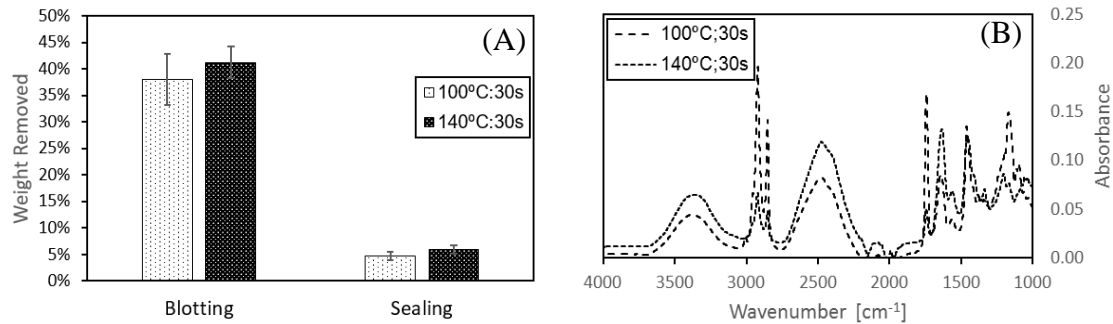 50%
45%
40%
35%
30%
25%
20%
15%
10%
5%
0%
Weight Removed
(A)
100ºC:30s
140ºC:30s
Blotting
Sealing
(B)
100ºC;30s
140ºC;30s
0.25
0.20
0.15
0.10
0.05
0.00
Absorbance
4000 3000 2500 2000 1500 1000
Wavenumber [cm⁻¹]